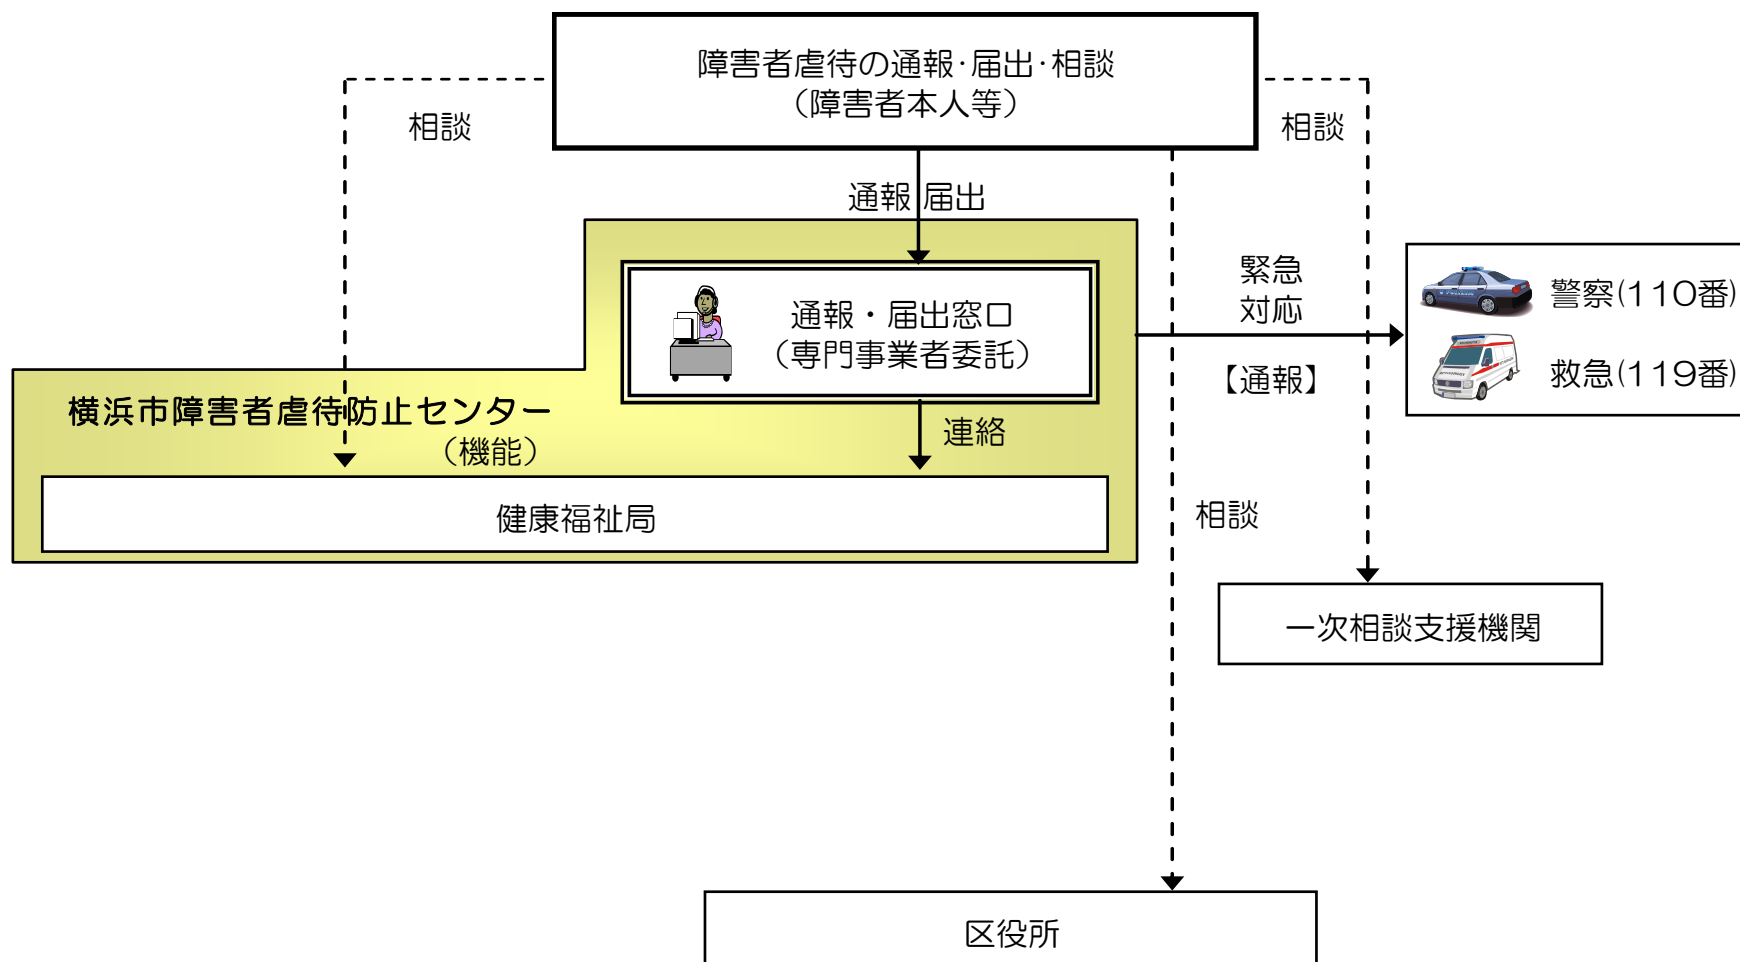 障害者虐待の通報･届出･相談
（障害者本人等）
相談
相談
通報 届出
緊急
対応
【通報】
警察(110番)
救急(119番)
通報・届出窓口
（専門事業者委託）
横浜市障害者虐待防止センター
（機能）
連絡
健康福祉局
相談
一次相談支援機関
区役所